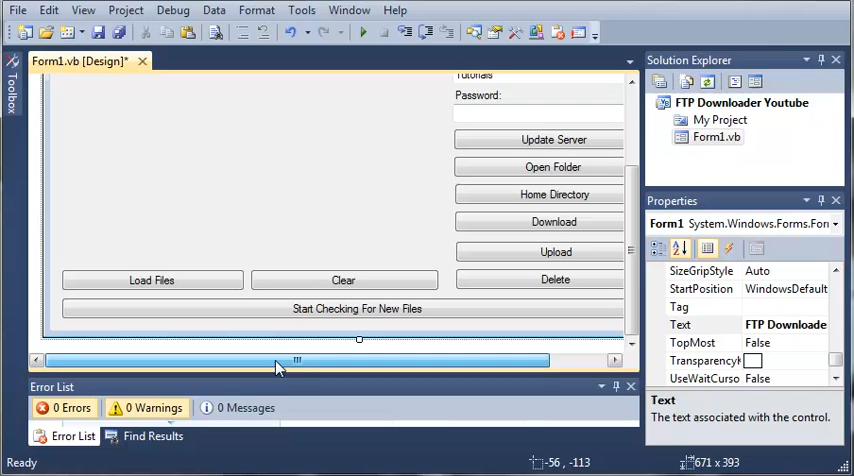 File Edit View Project Debug Data Format Tools Window Help
Form1.vb [Design]*
Solution Explorer
Toolbox
Tutorials
Password:
FTP Downloader Youtube
My Project
Form1.vb
Update Server
Open Folder
Home Directory
Download
Upload
Delete
Load Files Clear
Start Checking For New Files
Properties
Form1 System.Windows.Forms.For
SizeGripStyle Auto
StartPosition WindowsDefault
Tag
Text FTP Downloade
TopMost False
TransparencyK
UseWaitCurso False
Text
The text associated with the control.
Error List
0 Errors 0 Warnings 0 Messages
Error List Find Results
Ready -56 , -113 671 x 393